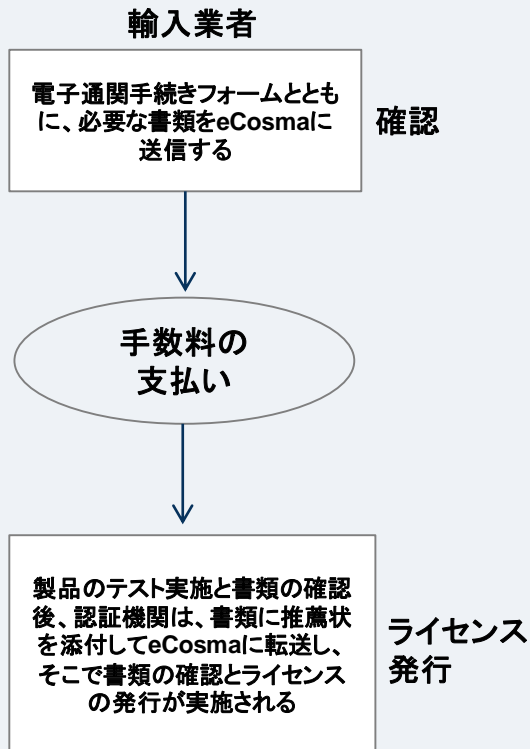 輸入業者
電子通関手続きフォームととも
に、必要な書類をeCosmaに
送信する
確認
手数料の
支払い
製品のテスト実施と書類の確認
後、認証機関は、書類に推薦状
を添付してeCosmaに転送し、
そこで書類の確認とライセンス
の発行が実施される
ライセンス
発行